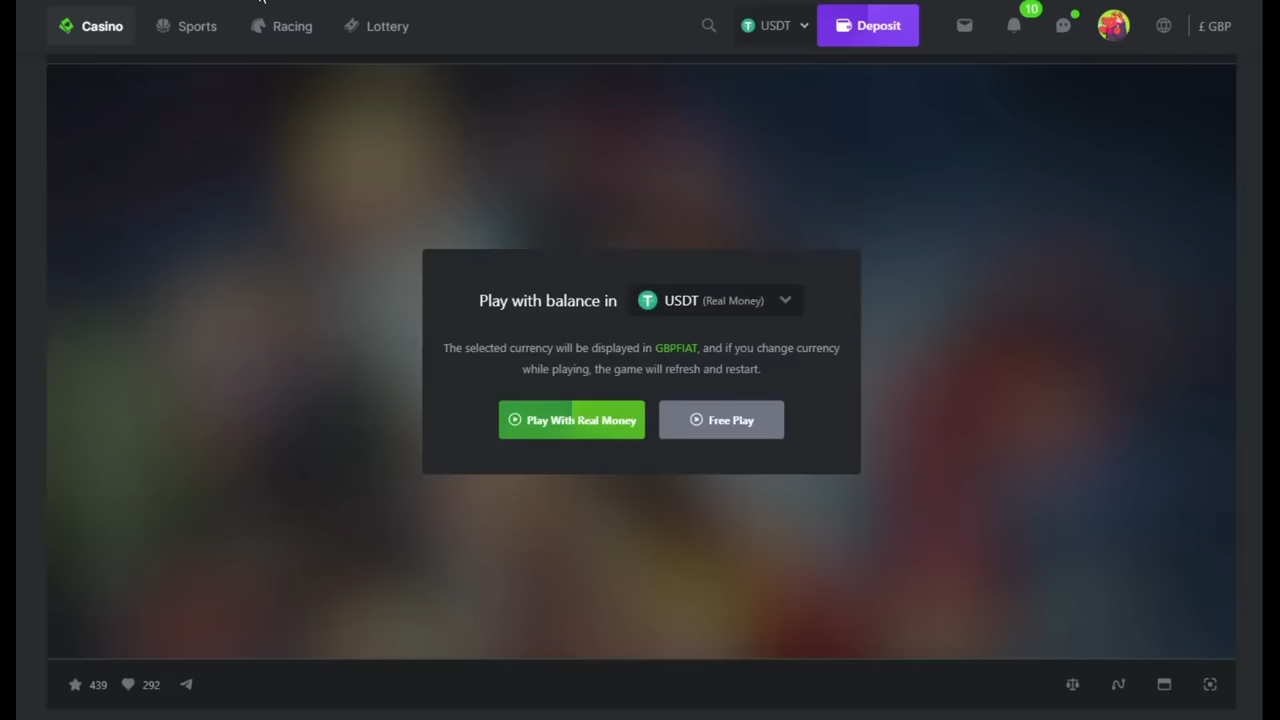 Casino Sports Racing Lottery USDT Deposit 10 £ GBP
Play with balance in USDT (Real Money)
The selected currency will be displayed in GBPFIAT, and if you change currency
while playing, the game will refresh and restart.
Play With Real Money Free Play
439 292